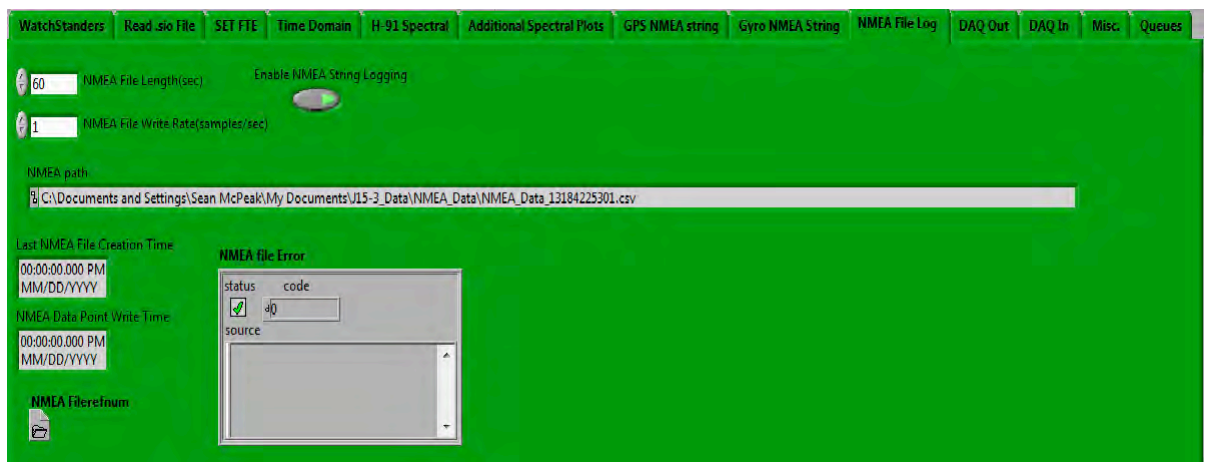 WatchStanders Read .sio File SET FTE Time Domain H-91 Spectral Additional Spectral Plots GPS NMEA string Gyro NMEA String NMEA File Log DAQ Out DAQ In Misc. Queues
60 NMEA File Length(sec) Enable NMEA String Logging
1 NMEA File Write Rate(samples/sec)
NMEA path
C:\Documents and Settings\Sean McPeak\My Documents\J15-3_Data\NMEA_Data\NMEA_Data_13184225301.csv
Last NMEA File Creation Time
00:00:00.000 PM
MM/DD/YYYY
NMEA Data Point Write Time
00:00:00.000 PM
MM/DD/YYYY
NMEA Filerefnum
NMEA file Error
status code
d0
source